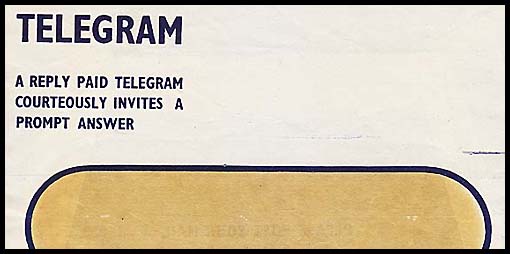 TELEGRAM
A REPLY PAID TELEGRAM
COURTEOUSLY INVITES A
PROMPT ANSWER